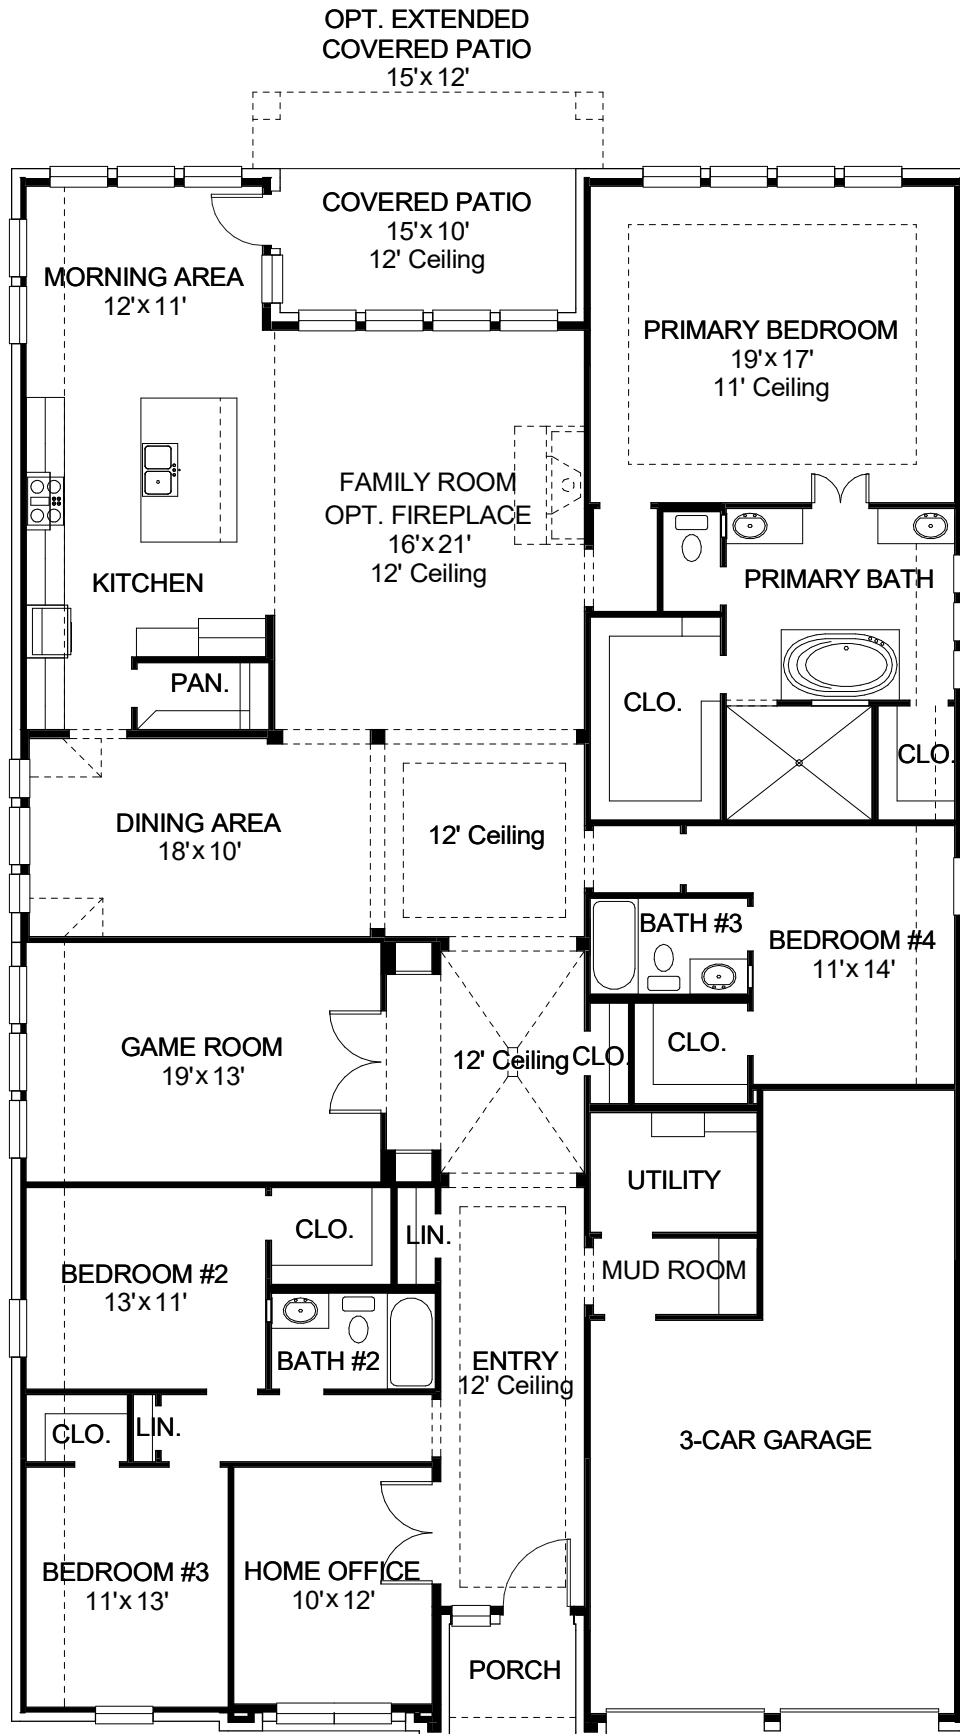 OPT. EXTENDED
COVERED PATIO
15'x 12'
COVERED PATIO
15'x 10'
12' Ceiling
MORNING AREA
12'x 11'
PRIMARY BEDROOM
19'x 17'
11' Ceiling
FAMILY ROOM
OPT. FIREPLACE
16'x 21'
12' Ceiling
KITCHEN
PRIMARY BATH
PAN.
CLO.
CLO.
DINING AREA
18'x 10'
12' Ceiling
BATH #3
BEDROOM #4
11'x 14'
GAME ROOM
19'x 13'
12' Ceiling
CLO.
CLO.
UTILITY
CLO.
LIN.
MUD ROOM
BEDROOM #2
13'x 11'
BATH #2
ENTRY
12' Ceiling
CLO.
LIN.
3-CAR GARAGE
BEDROOM #3
11'x 13'
HOME OFFICE
10'x 12'
PORCH